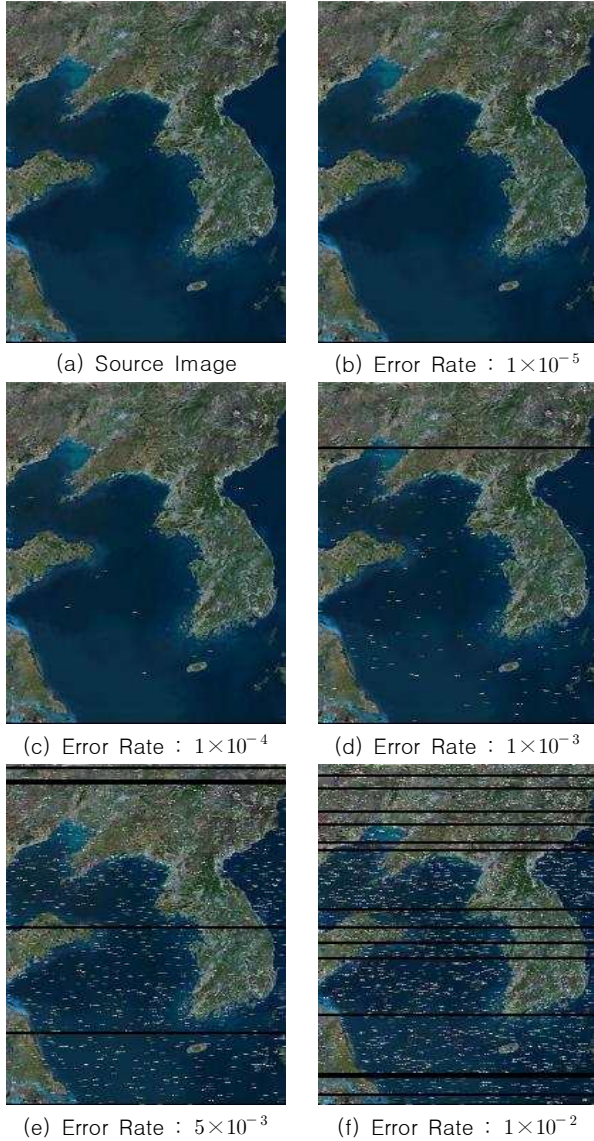 (a) Source Image
(b) Error Rate : 1×10⁻⁵
(c) Error Rate : 1×10⁻⁴
(d) Error Rate : 1×10⁻³
(e) Error Rate : 5×10⁻³
(f) Error Rate : 1×10⁻²